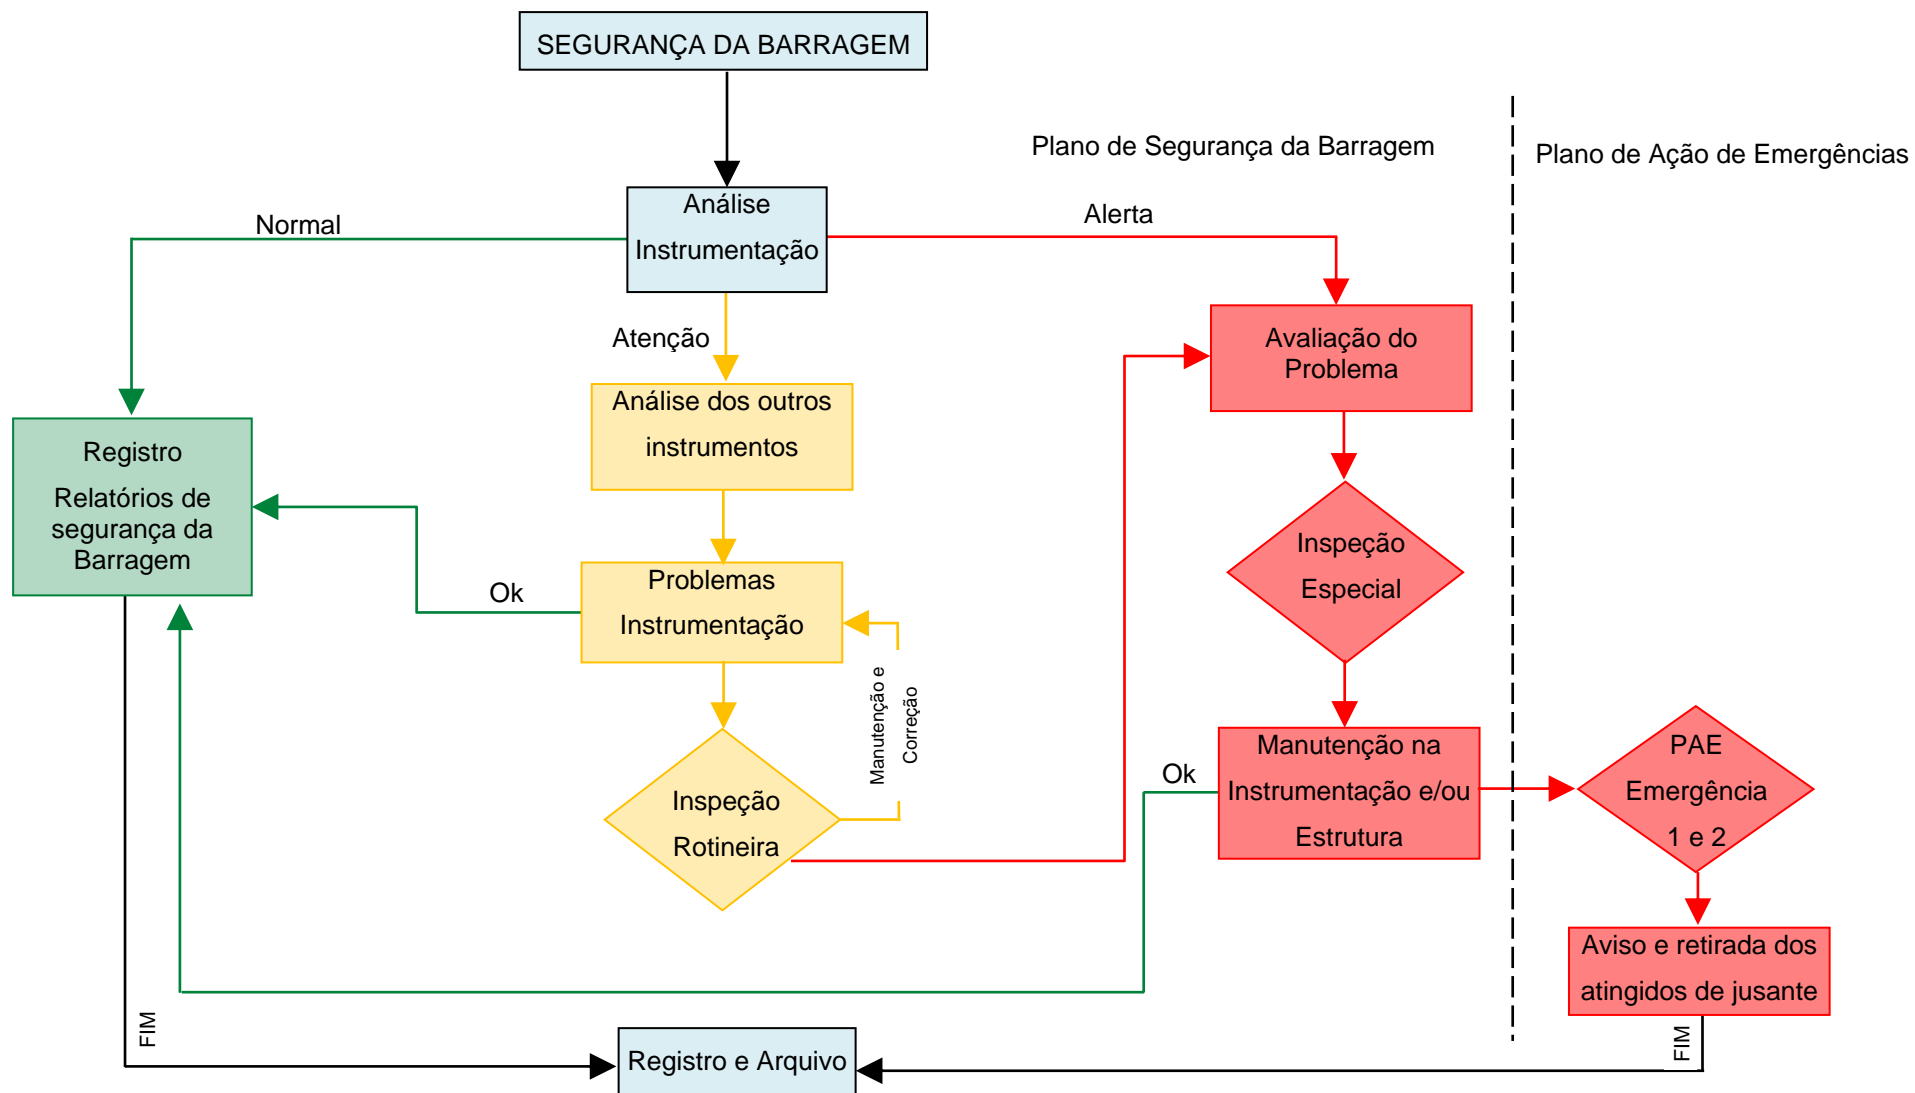 SEGURANÇA DA BARRAGEM
Plano de Segurança da Barragem
Plano de Ação de Emergências
Análise
Instrumentação
Normal
Alerta
Atenção
Avaliação do
Problema
Análise dos outros
instrumentos
Registro
Relatórios de
segurança da
Barragem
Inspeção
Especial
Ok
Problemas
Instrumentação
Manutenção e
Correção
Inspeção
Rotineira
Ok
Manutenção na
Instrumentação e/ou
Estrutura
PAE
Emergência
1 e 2
Aviso e retirada dos
atingidos de jusante
FIM
FIM
Registro e Arquivo